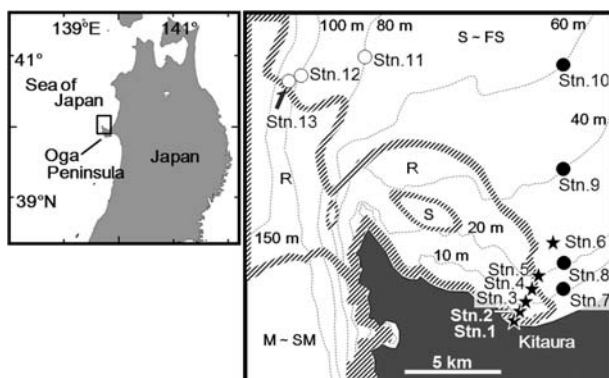 139°E 141°
41°
Sea of
Japan
Oga
Peninsula
Japan
39°N
100 m 80 m 60 m
S ~ FS
Stn.11
Stn.12
Stn.10
Stn.13
40 m
R
R
Stn.9
S
20 m
Stn.6
150 m
10 m
Stn.5
Stn.8
Stn.4
Stn.3
Stn.7
Stn.2
Stn.1
Kitaura
M ~ SM
5 km